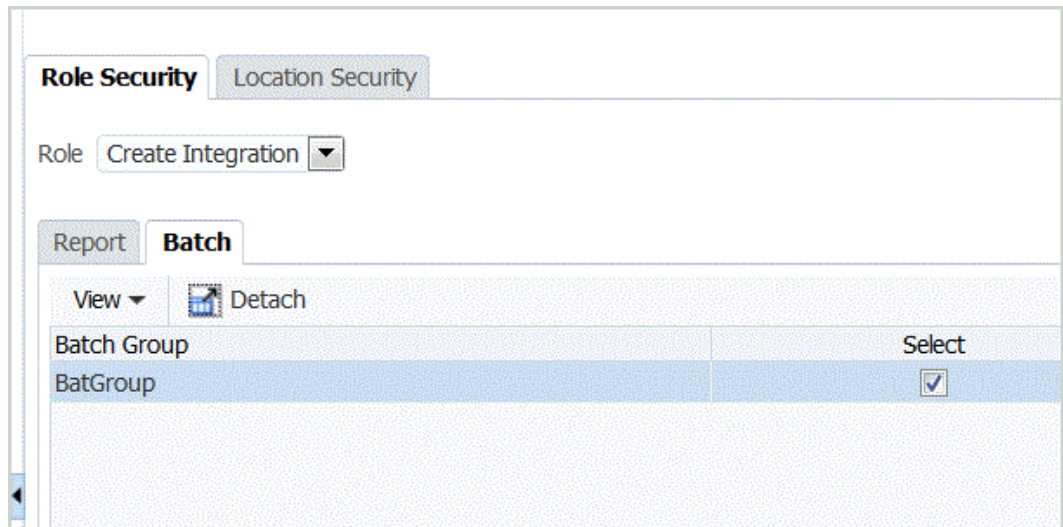 Role Security Location Security
Role Create Integration
Report Batch
View Detach
Batch Group Select
BatGroup